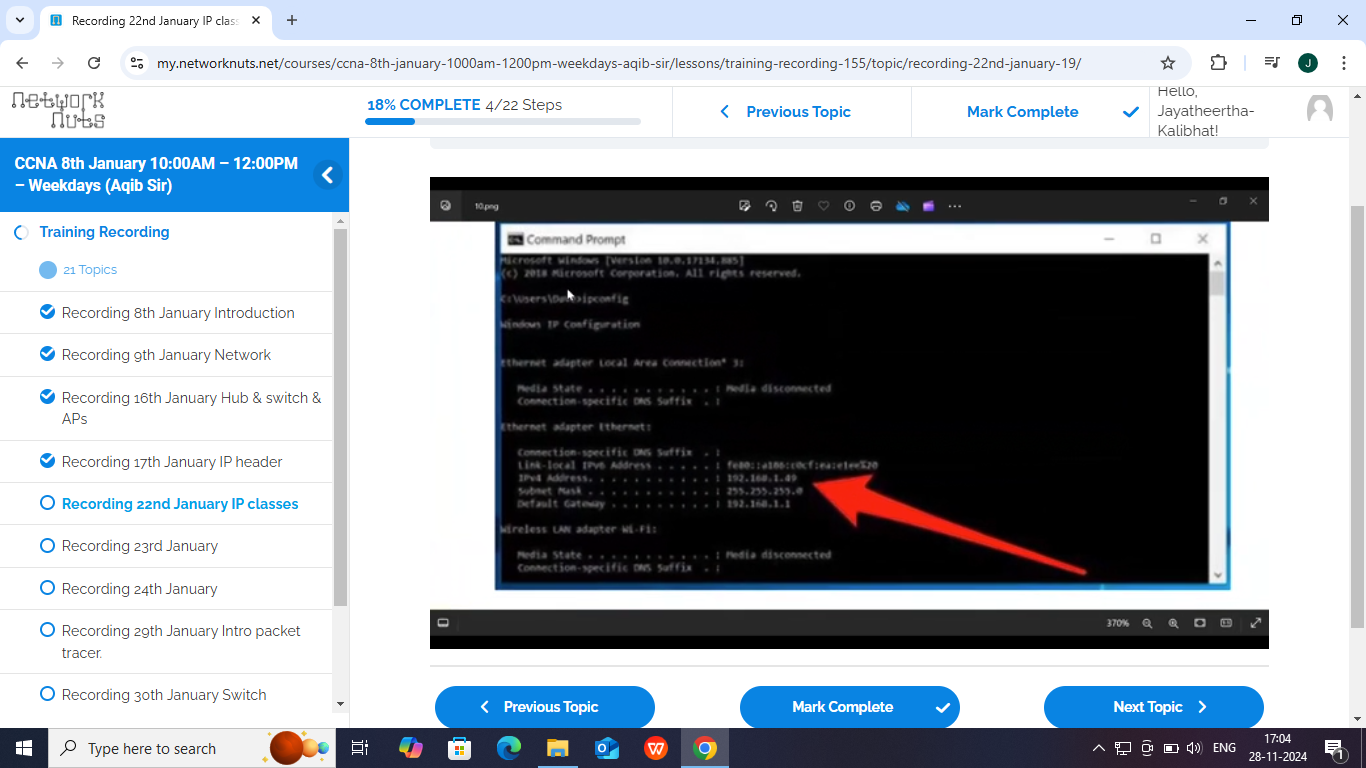 Recording 22nd January IP clas
my.networknuts.net/courses/ccna-8th-january-1000am-1200pm-weekdays-aqib-sir/lessons/training-recording-155/topic/recording-22nd-january-19/
J
Network
Nuts
18% COMPLETE 4/22 Steps
Previous Topic
Mark Complete
Hello,
Jayatheertha-
Kalibhat!
CCNA 8th January 10:00AM – 12:00PM
– Weekdays (Aqib Sir)
Training Recording
21 Topics
Recording 8th January Introduction
Recording 9th January Network
Recording 16th January Hub & switch &
APs
Recording 17th January IP header
Recording 22nd January IP classes
Recording 23rd January
Recording 24th January
Recording 29th January Intro packet
tracer.
Recording 30th January Switch
10.png
Command Prompt
Microsoft Windows [Version 10.0.17134.885]
(c) 2018 Microsoft Corporation. All rights reserved.
C:\Users\Dave>ipconfig
Windows IP Configuration
Ethernet adapter Local Area Connection* 3:
Media State . . . . . . . . . . . : Media disconnected
Connection-specific DNS Suffix . :
Ethernet adapter Ethernet:
Connection-specific DNS Suffix . :
Link-local IPv6 Address . . . . . : fe80::a186:c0cf:ea:e1ee%20
IPv4 Address. . . . . . . . . . . : 192.168.1.49
Subnet Mask . . . . . . . . . . . : 255.255.255.0
Default Gateway . . . . . . . . . : 192.168.1.1
Wireless LAN adapter Wi-Fi:
Media State . . . . . . . . . . . : Media disconnected
Connection-specific DNS Suffix . :
370%
Previous Topic
Mark Complete
Next Topic
Type here to search
ENG
17:04
28-11-2024
1